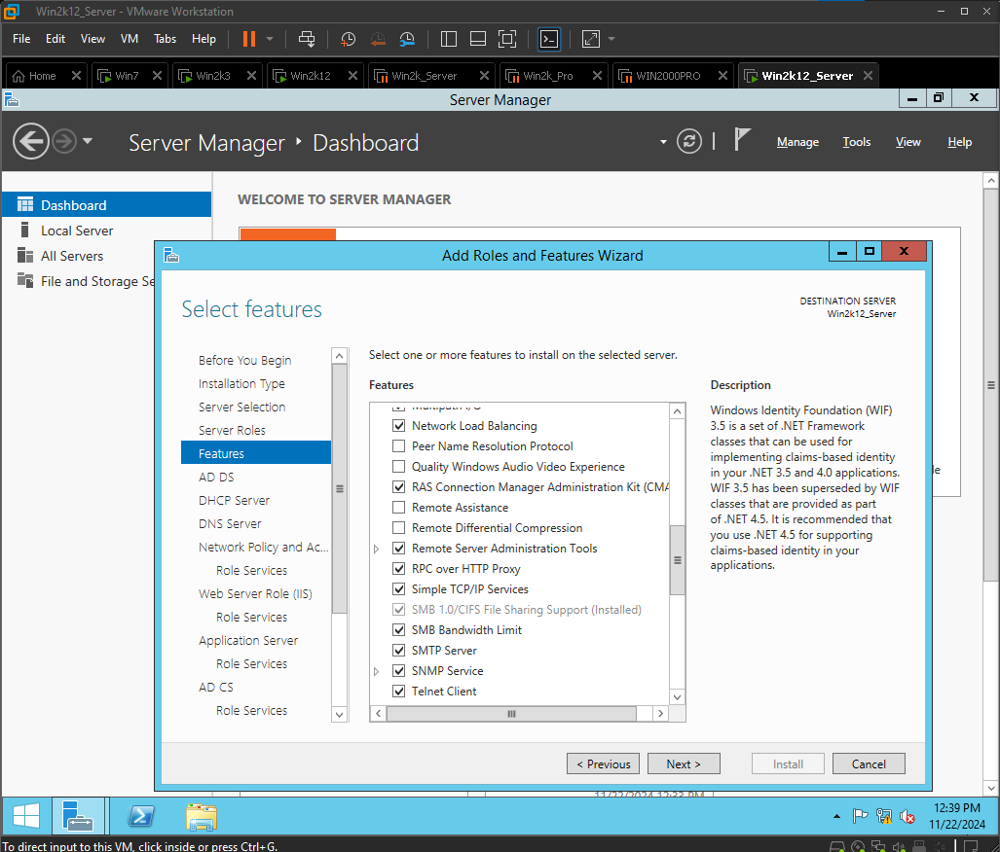 Win2k12_Server - VMware Workstation
File Edit View VM Tabs Help
Home Win7 Win2k3 Win2k12 Win2k_Server Win2k_Pro WIN2000PRO Win2k12_Server
Server Manager
Server Manager Dashboard
Manage Tools View Help
Dashboard
Local Server
All Servers
File and Storage Se
WELCOME TO SERVER MANAGER
Add Roles and Features Wizard
Select features
DESTINATION SERVER
Win2k12_Server
Before You Begin
Installation Type
Server Selection
Server Roles
Features
AD DS
DHCP Server
DNS Server
Network Policy and Ac...
Role Services
Web Server Role (IIS)
Role Services
Application Server
Role Services
AD CS
Role Services
Select one or more features to install on the selected server.
Features
Multipath I/O
Network Load Balancing
Peer Name Resolution Protocol
Quality Windows Audio Video Experience
RAS Connection Manager Administration Kit (CMA
Remote Assistance
Remote Differential Compression
Remote Server Administration Tools
RPC over HTTP Proxy
Simple TCP/IP Services
SMB 1.0/CIFS File Sharing Support (Installed)
SMB Bandwidth Limit
SMTP Server
SNMP Service
Telnet Client
Description
Windows Identity Foundation (WIF)
3.5 is a set of .NET Framework
classes that can be used for
implementing claims-based identity
in your .NET 3.5 and 4.0 applications.
WIF 3.5 has been superseded by WIF
classes that are provided as part
of .NET 4.5. It is recommended that
you use .NET 4.5 for supporting
claims-based identity in your
applications.
le
< Previous Next > Install Cancel
11/22/2024 12:33 PM
12:39 PM
11/22/2024
To direct input to this VM, click inside or press Ctrl+G.